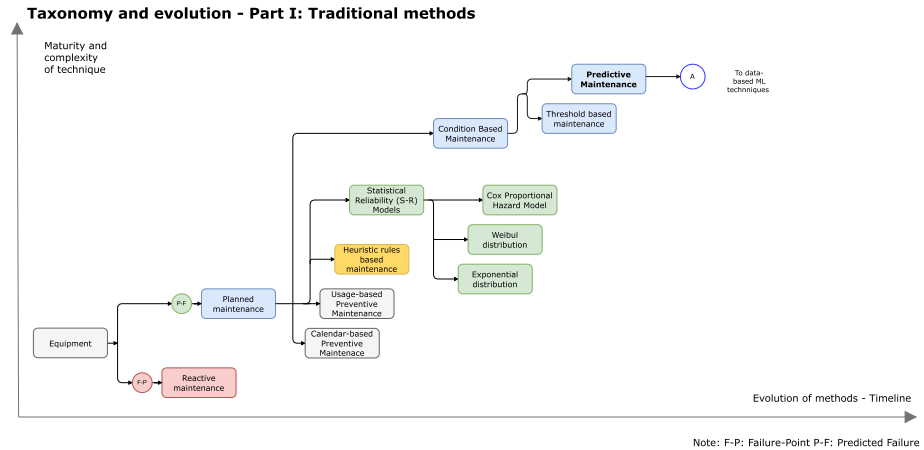 Taxonomy and evolution - Part I: Traditional methods
Maturity and
complexity
of technique
Predictive
Maintenance
A
To data-
based ML
technniques
Threshold based
maintenance
Condition Based
Maintenance
Statistical
Reliability (S-R)
Models
Cox Proportional
Hazard Model
Weibul
distribution
Exponential
distribution
Heuristic rules
based
maintenance
Usage-based
Preventive
Maintenance
Calendar-based
Preventive
Maintenace
P-F
Planned
maintenance
Equipment
F-P
Reactive
maintenance
Evolution of methods - Timeline
Note: F-P: Failure-Point P-F: Predicted Failure